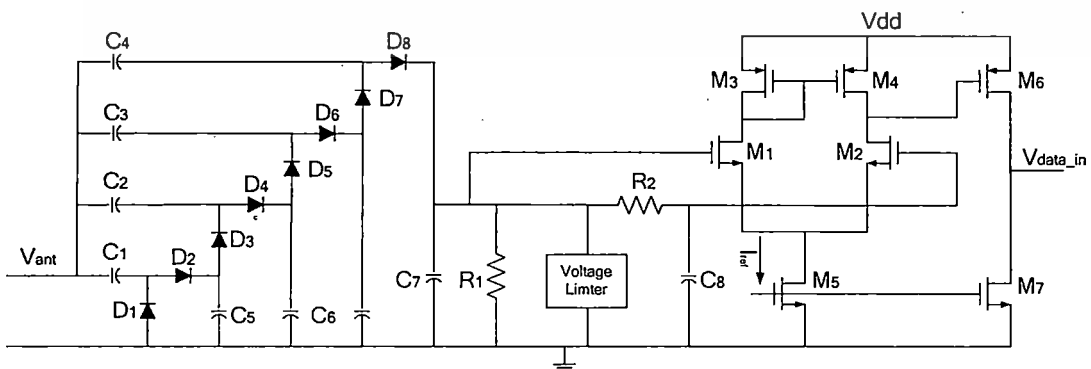 C4
D8
Vdd
M3
M4
M6
D7
C3
D6
M1
M2
D5
Vdata_in
C2
D4
R2
D3
Vant
C1
D2
Iref
C7
R1
Voltage
Limter
C8
M5
M7
D1
C5
C6